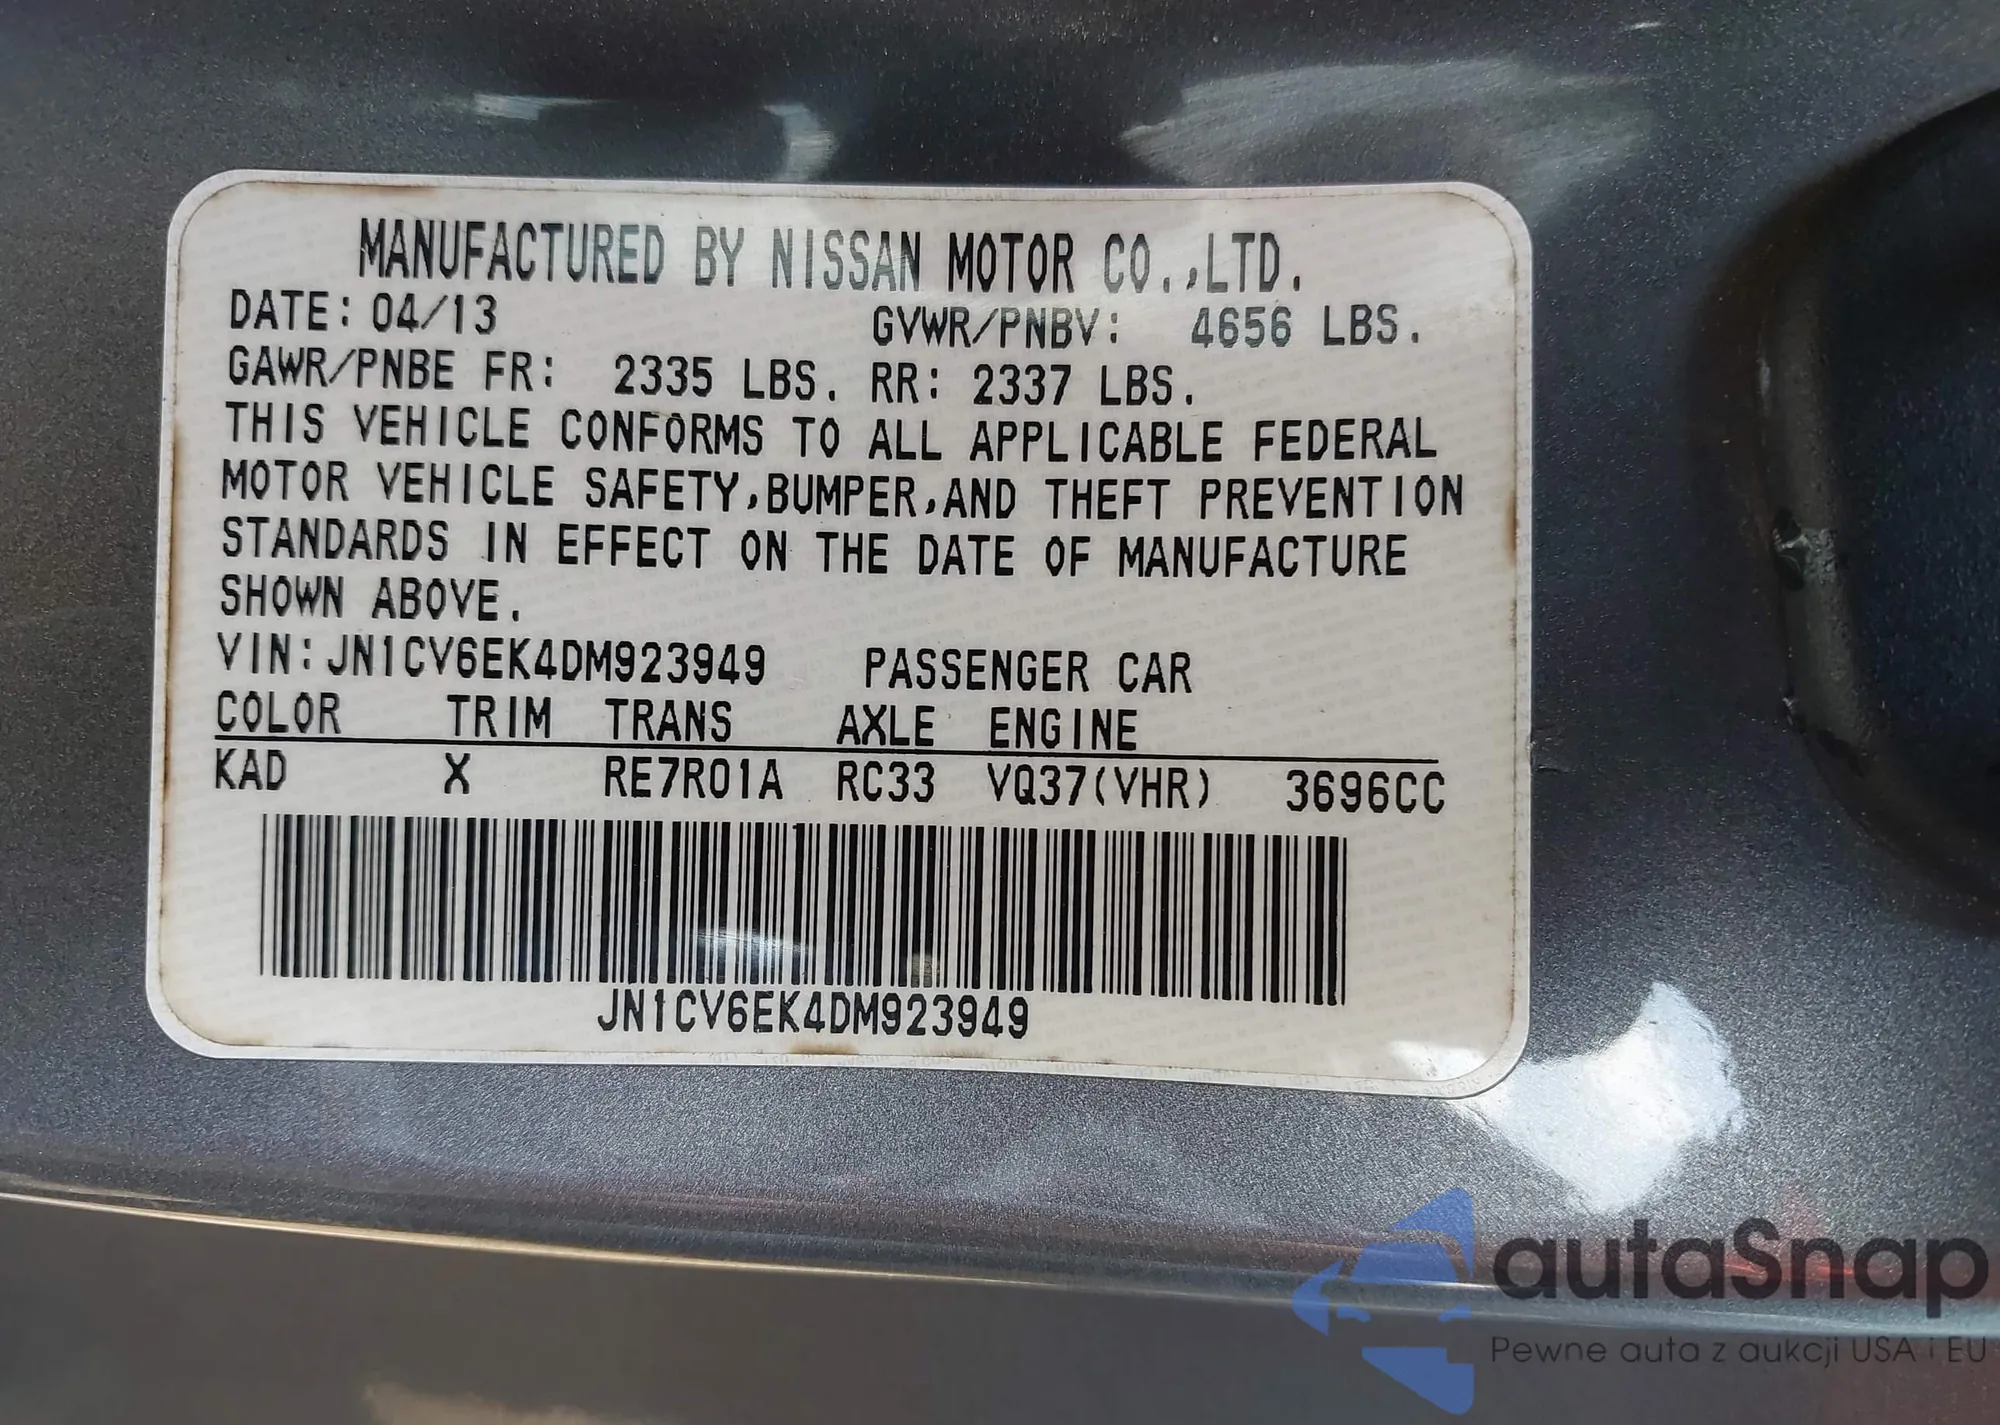 MANUFACTURED BY NISSAN MOTOR CO.,LTD.
DATE: 04/13 GVWR/PNBV: 4656 LBS.
GAWR/PNBE FR: 2335 LBS. RR: 2337 LBS.
THIS VEHICLE CONFORMS TO ALL APPLICABLE FEDERAL
MOTOR VEHICLE SAFETY,BUMPER,AND THEFT PREVENTION
STANDARDS IN EFFECT ON THE DATE OF MANUFACTURE
SHOWN ABOVE.
VIN:JN1CV6EK4DM923949 PASSENGER CAR
COLOR TRIM TRANS AXLE ENGINE
KAD X RE7R01A RC33 VQ37(VHR) 3696CC
JN1CV6EK4DM923949
autaSnap
Pewne auta z aukcji USA i EU